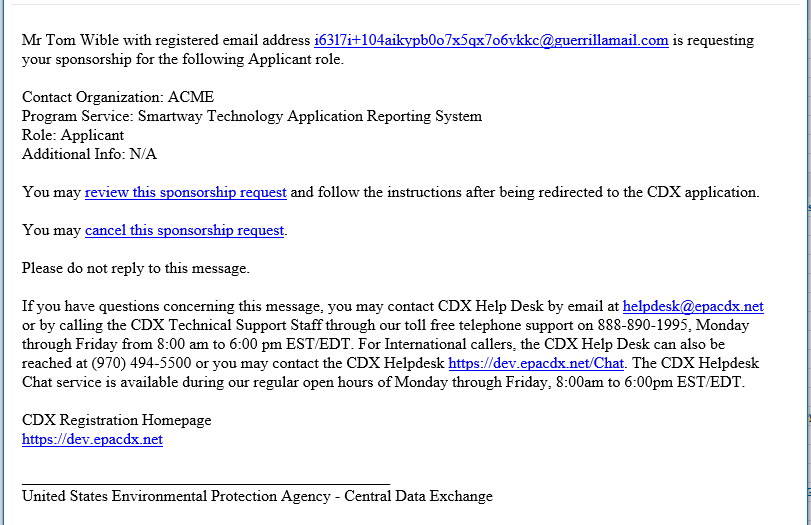 Mr Tom Wible with registered email address i6317i+104aikypb0o7x5qx7o6vkkc@guerrillamail.com is requesting
your sponsorship for the following Applicant role.
Contact Organization: ACME
Program Service: Smartway Technology Application Reporting System
Role: Applicant
Additional Info: N/A
You may review this sponsorship request and follow the instructions after being redirected to the CDX application.
You may cancel this sponsorship request.
Please do not reply to this message.
If you have questions concerning this message, you may contact CDX Help Desk by email at helpdesk@epacdx.net
or by calling the CDX Technical Support Staff through our toll free telephone support on 888-890-1995, Monday
through Friday from 8:00 am to 6:00 pm EST/EDT. For International callers, the CDX Help Desk can also be
reached at (970) 494-5500 or you may contact the CDX Helpdesk https://dev.epacdx.net/Chat. The CDX Helpdesk
Chat service is available during our regular open hours of Monday through Friday, 8:00am to 6:00pm EST/EDT.
CDX Registration Homepage
https://dev.epacdx.net
United States Environmental Protection Agency - Central Data Exchange